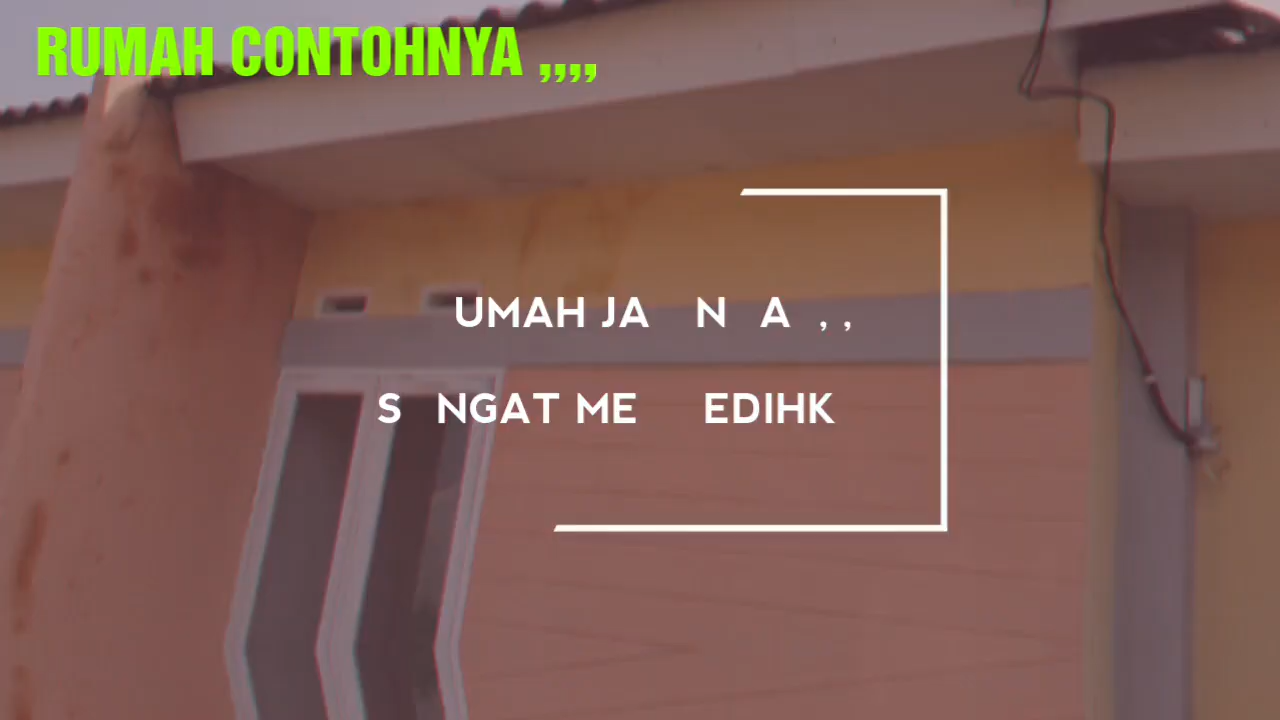 RUMAH CONTOHNYA ,,,,
UMAH JA N A , ,
S NGAT ME EDIHK